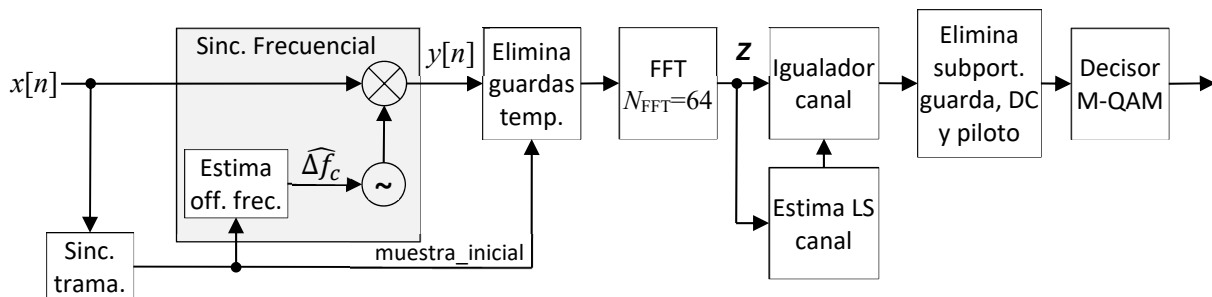 x[n]
Sinc. Frecuencial
Estima
off. frec.
Δf̂c
~
y[n]
Sinc.
trama.
muestra_inicial
Elimina
guardas
temp.
FFT
NFFT=64
Z
Igualador
canal
Estima LS
canal
Elimina
subport.
guarda, DC
y piloto
Decisor
M-QAM